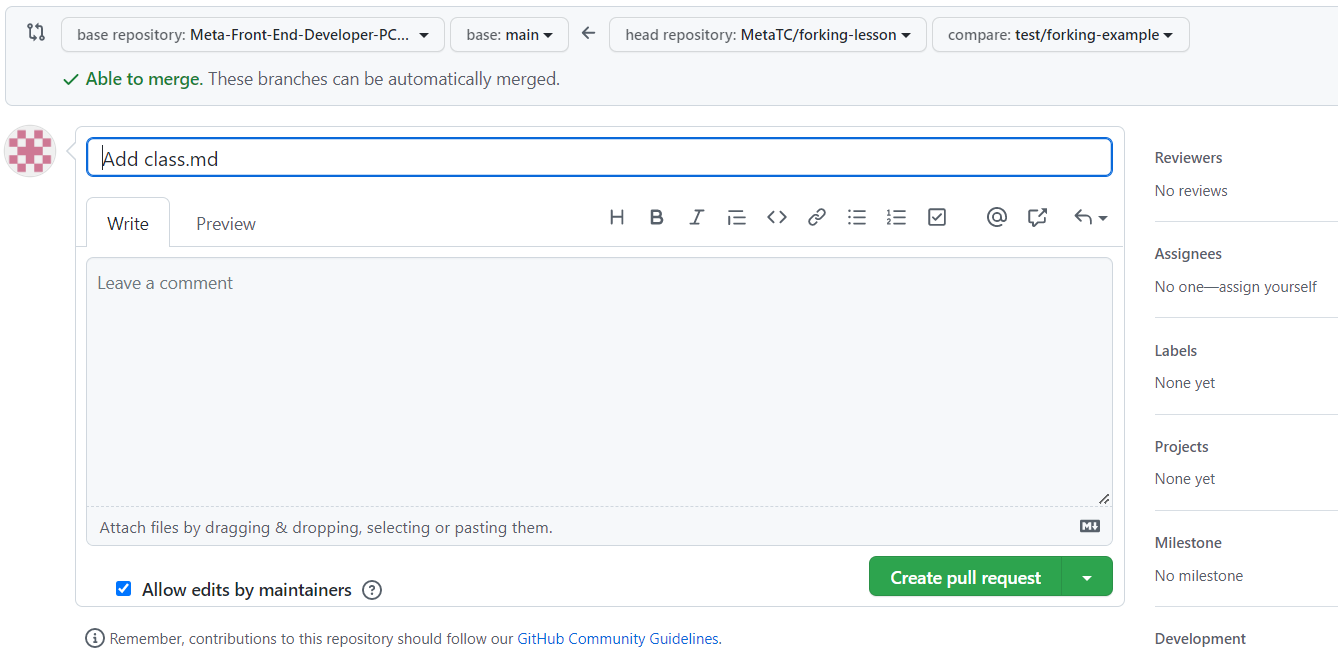 base repository: Meta-Front-End-Developer-PC... base: main head repository: MetaTC/forking-lesson compare: test/forking-example
Able to merge. These branches can be automatically merged.
Add class.md
Write Preview
Leave a comment
Attach files by dragging & dropping, selecting or pasting them.
Allow edits by maintainers
Create pull request
Remember, contributions to this repository should follow our GitHub Community Guidelines.
Reviewers
No reviews
Assignees
No one—assign yourself
Labels
None yet
Projects
None yet
Milestone
No milestone
Development